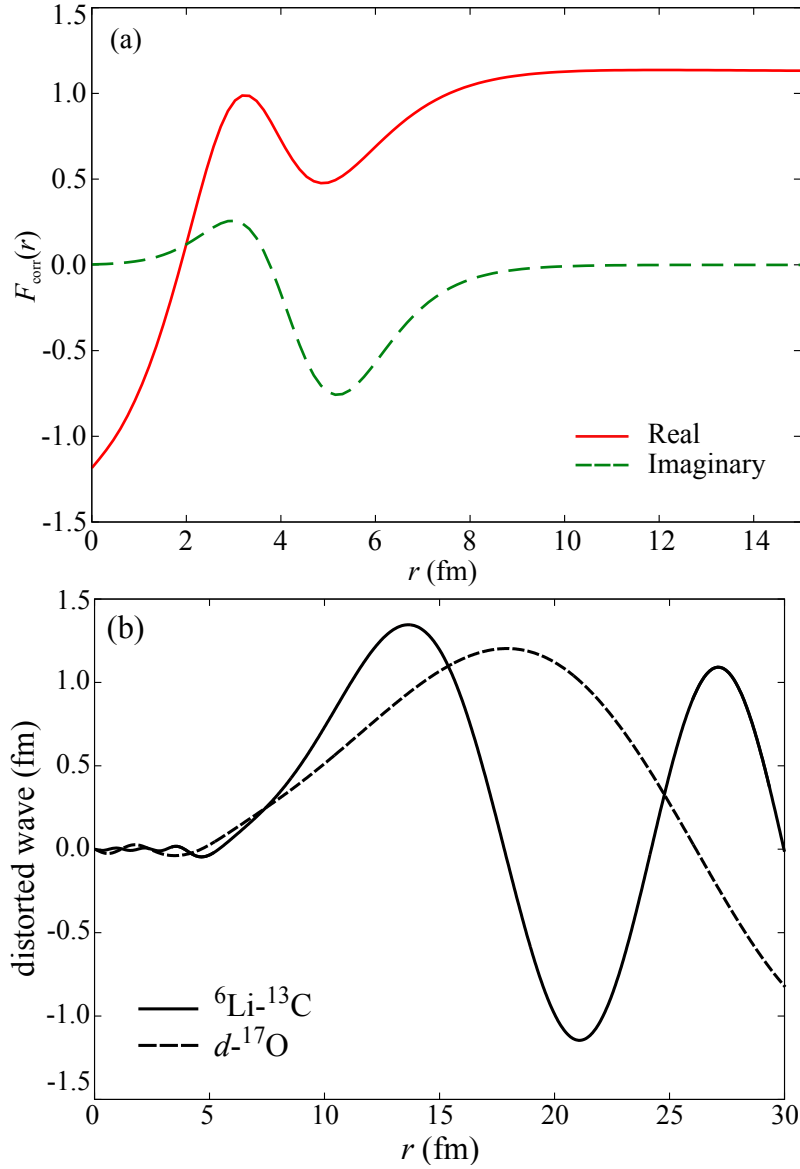 (a)
1.5
1.0
0.5
0.0
-0.5
-1.0
-1.5
F_corr(r)
Real
Imaginary
0 2 4 6 8 10 12 14
r (fm)
(b)
1.5
1.0
0.5
0.0
-0.5
-1.0
-1.5
distorted wave (fm)
⁶Li-¹³C
d-¹⁷O
0 5 10 15 20 25 30
r (fm)